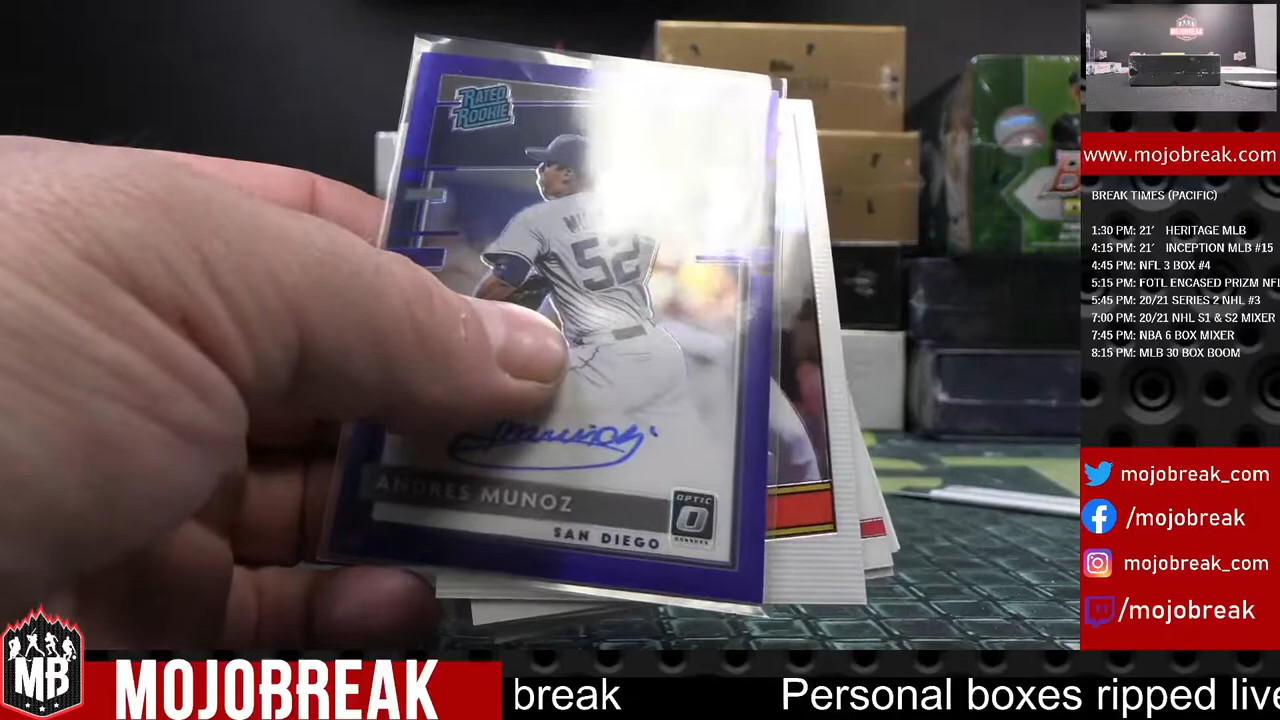 RATED
ROOKIE
52
ANDRES MUNOZ
SAN DIEGO
OPTIC
O
DONRUSS
www.mojobreak.com
BREAK TIMES (PACIFIC)
1:30 PM: 21' HERITAGE MLB
4:15 PM: 21' INCEPTION MLB #15
4:45 PM: NFL 3 BOX #4
5:15 PM: FOTL ENCASED PRIZM NFL
5:45 PM: 20/21 SERIES 2 NHL #3
7:00 PM: 20/21 NHL S1 & S2 MIXER
7:45 PM: NBA 6 BOX MIXER
8:15 PM: MLB 30 BOX BOOM
mojobreak_com
/mojobreak
mojobreak_com
/mojobreak
MB
MOJOBREAK
break Personal boxes ripped live